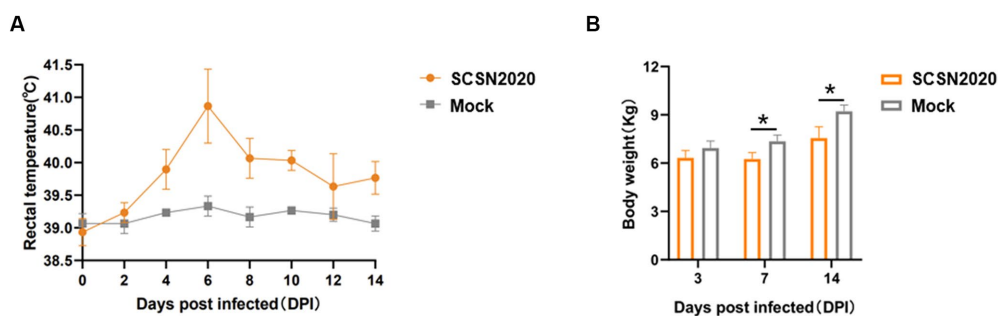 A
Rectal temperature(℃)
41.5
41.0
40.5
40.0
39.5
39.0
38.5
0 2 4 6 8 10 12 14
Days post infected(DPI)
SCSN2020
Mock
B
Body weight(Kg)
12
9
6
3
0
* *
3 7 14
Days post infected(DPI)
SCSN2020
Mock